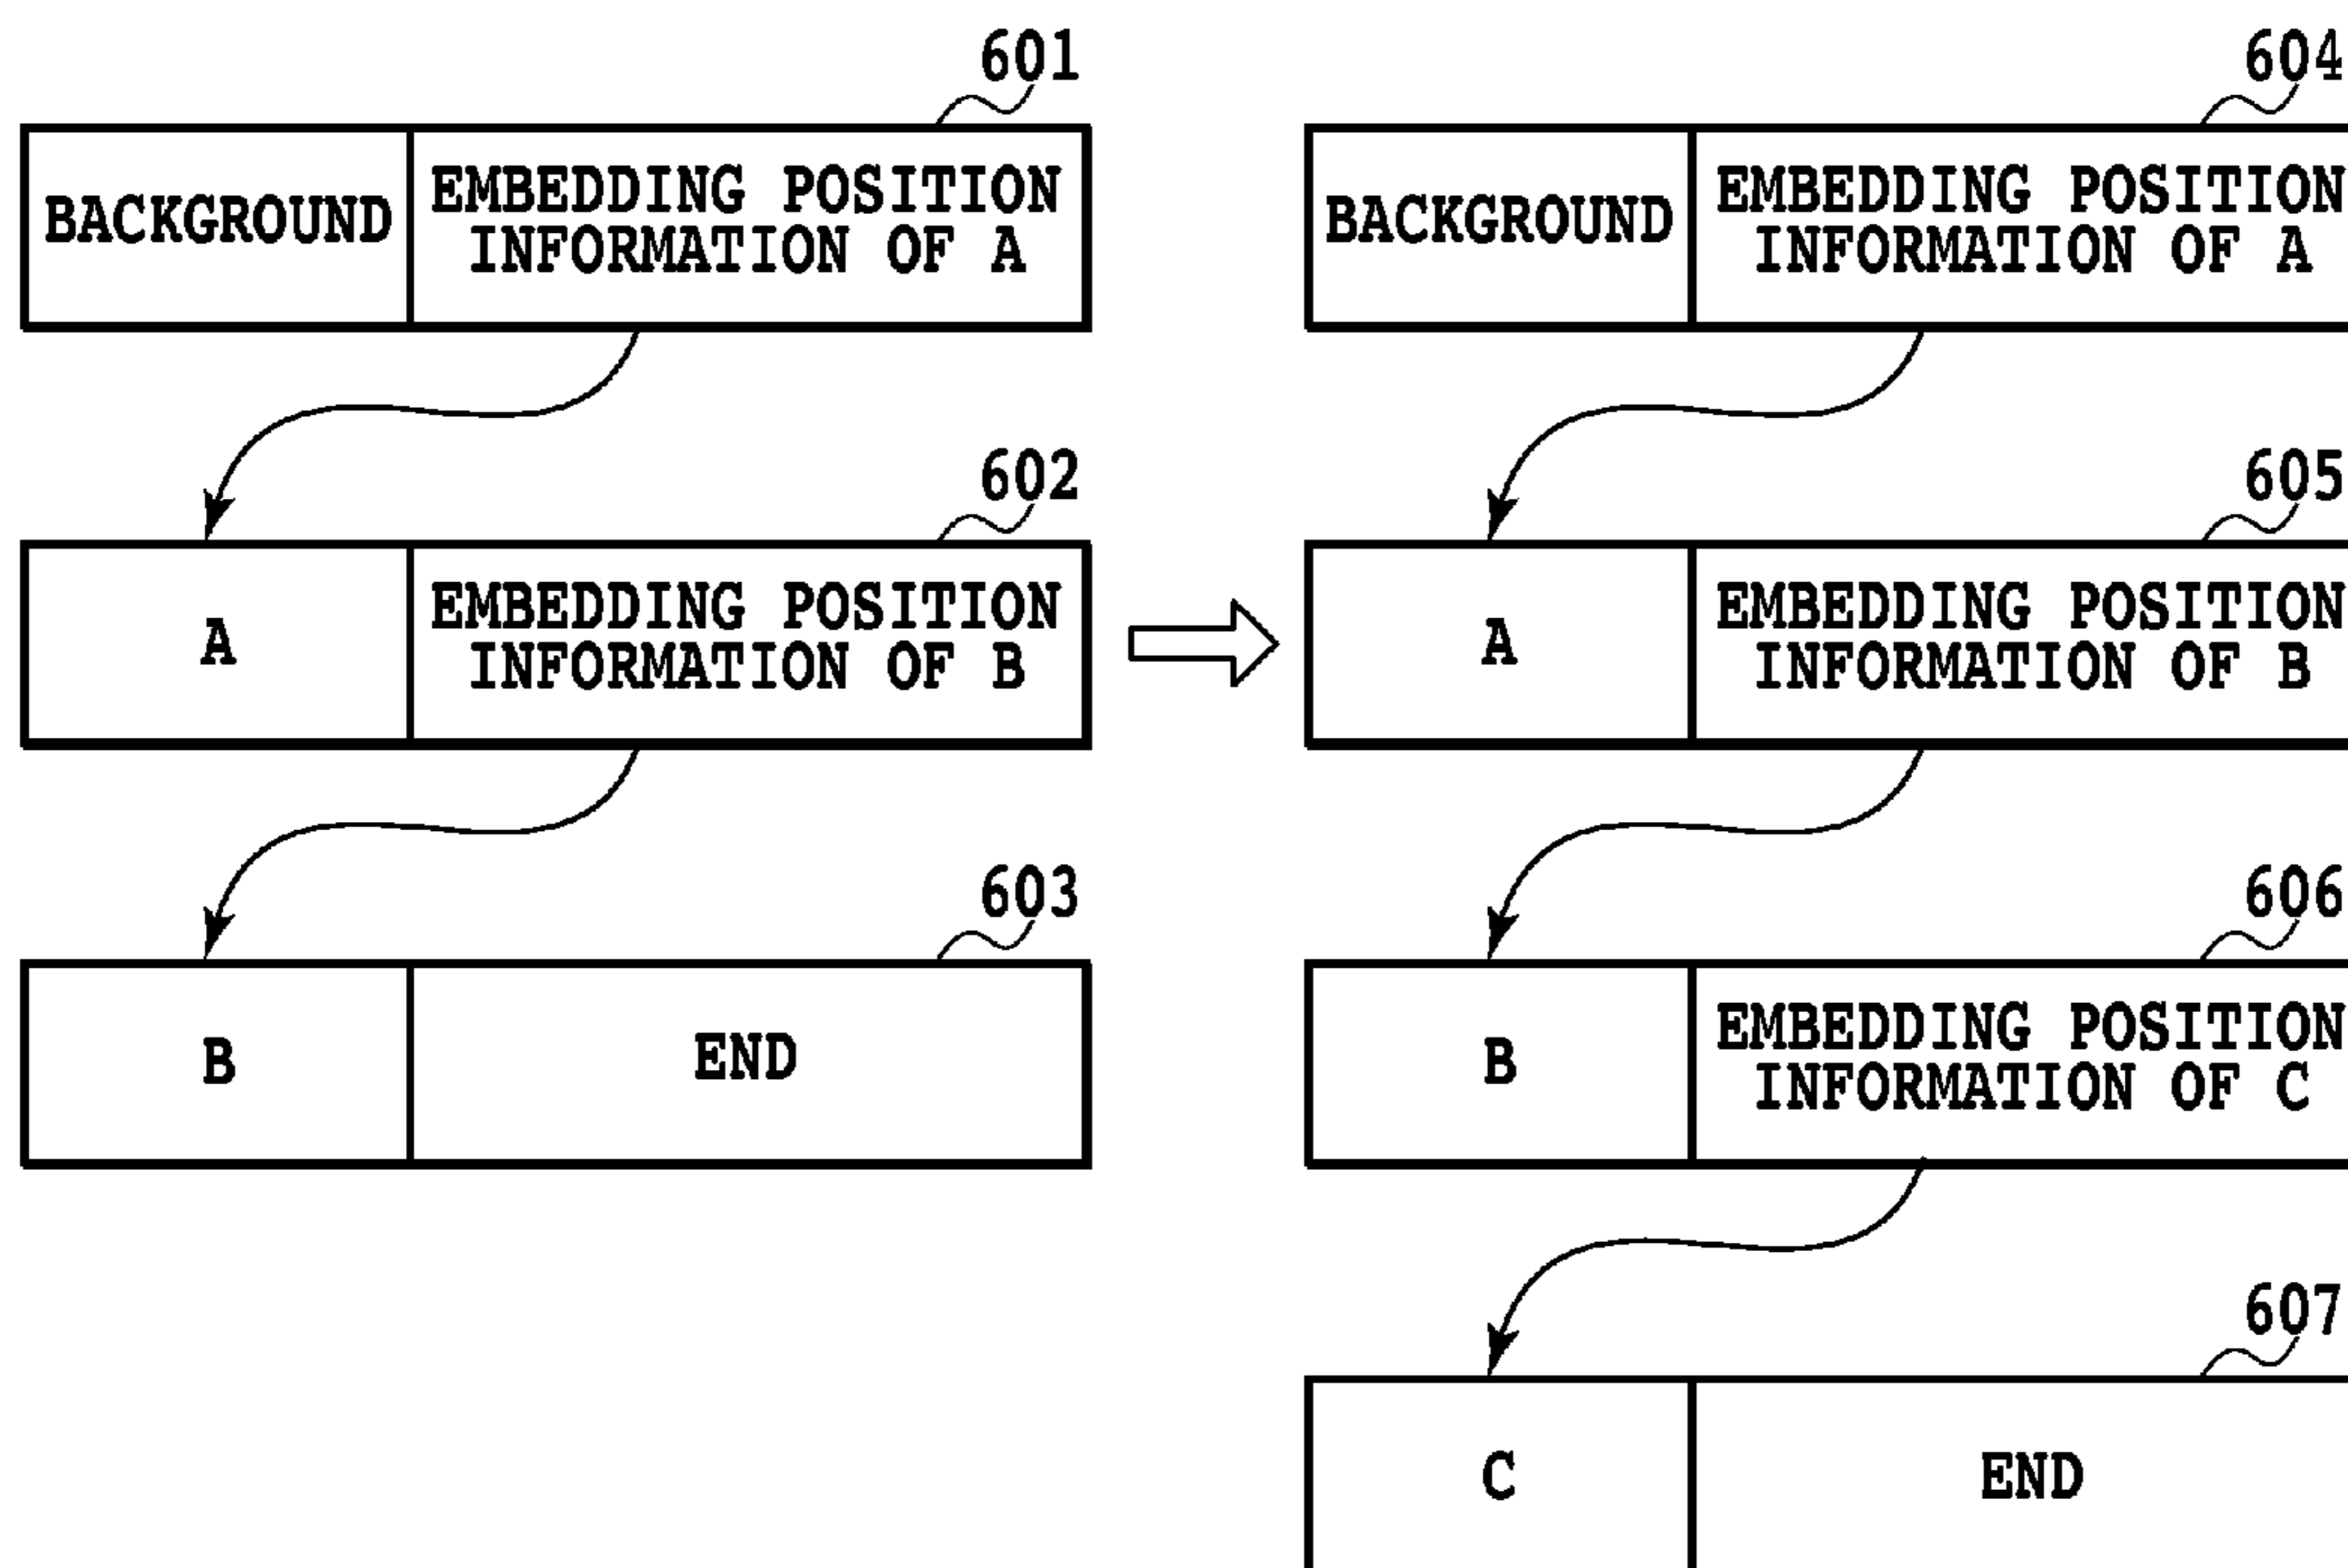 601
BACKGROUND
EMBEDDING POSITION
INFORMATION OF A
602
A
EMBEDDING POSITION
INFORMATION OF B
603
B
END
604
BACKGROUND
EMBEDDING POSITION
INFORMATION OF A
605
A
EMBEDDING POSITION
INFORMATION OF B
606
B
EMBEDDING POSITION
INFORMATION OF C
607
C
END